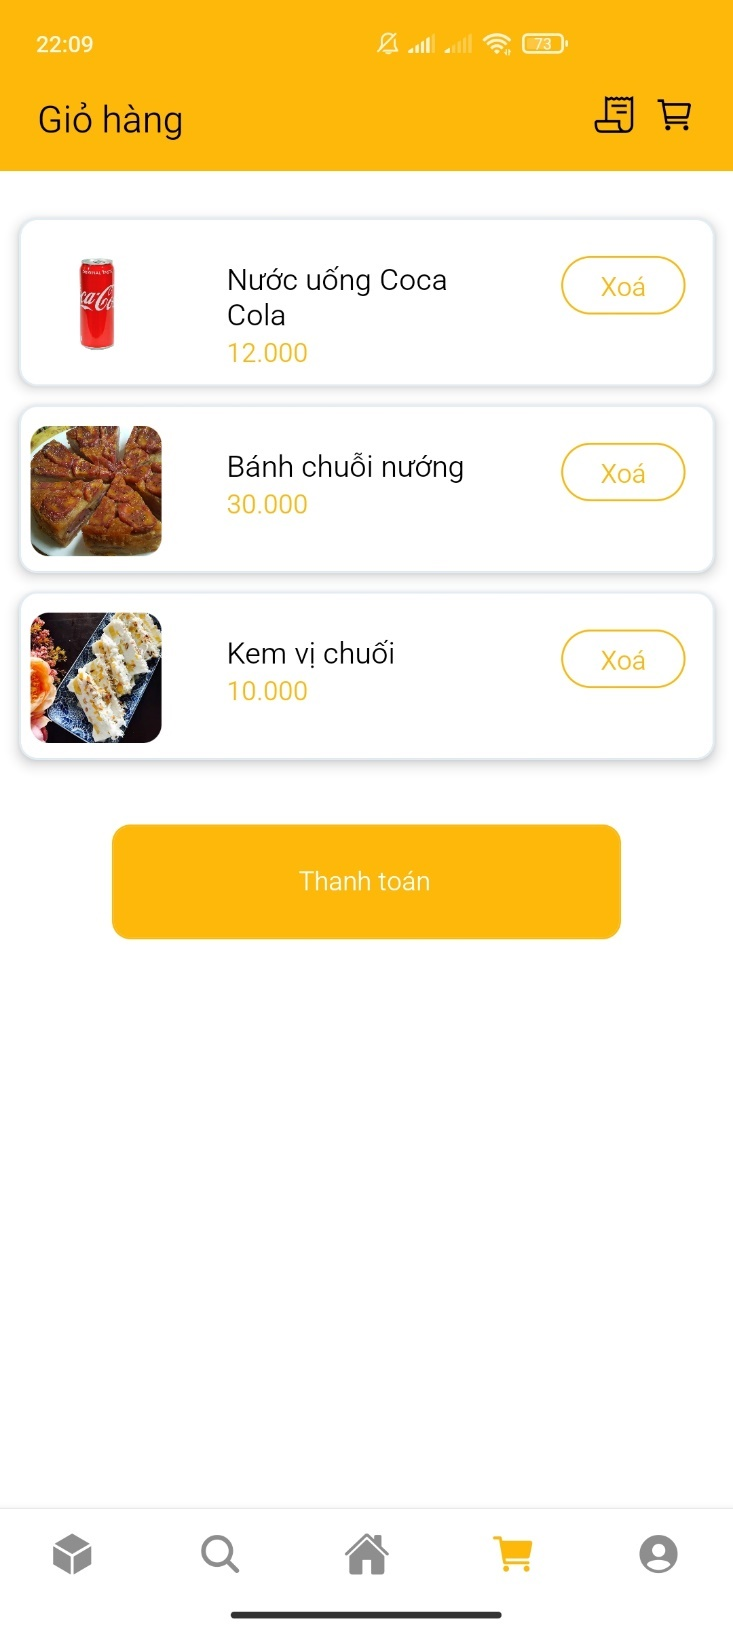 22:09
73
Giỏ hàng
Nước uống Coca
Cola
12.000
Xoá
Bánh chuỗi nướng
30.000
Xoá
Kem vị chuối
10.000
Xoá
Thanh toán